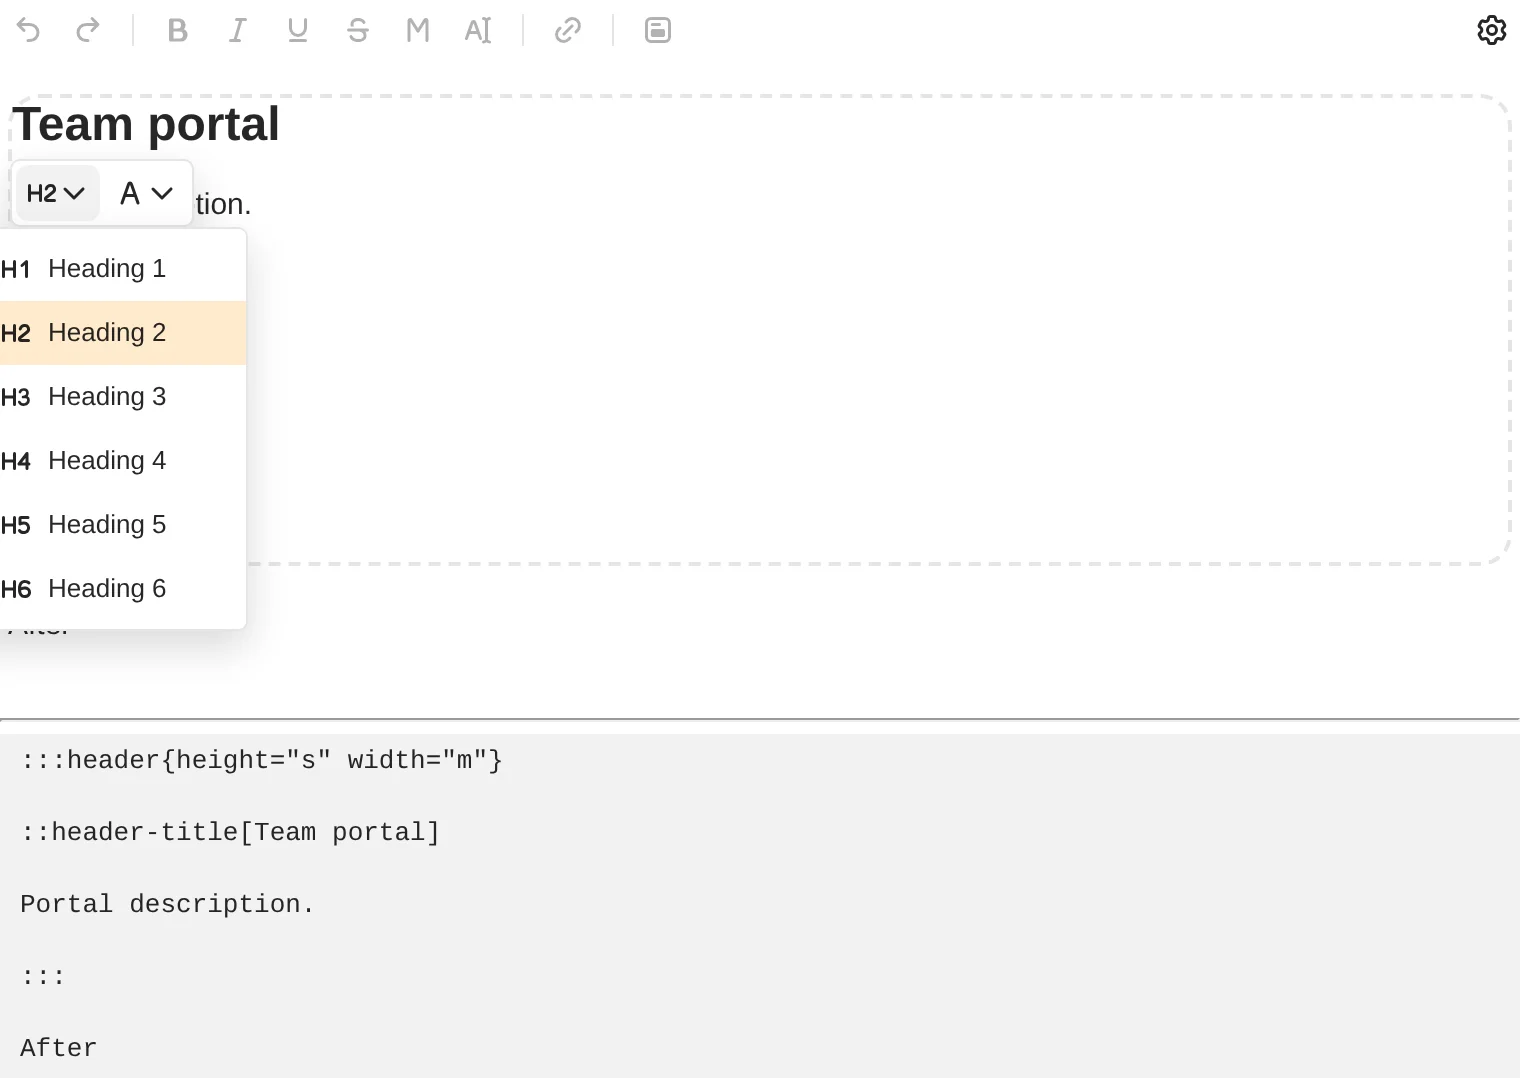 Team portal
H2 A
tion.
H1 Heading 1
H2 Heading 2
H3 Heading 3
H4 Heading 4
H5 Heading 5
H6 Heading 6
:::header{height="s" width="m"}
::header-title[Team portal]
Portal description.
:::
After